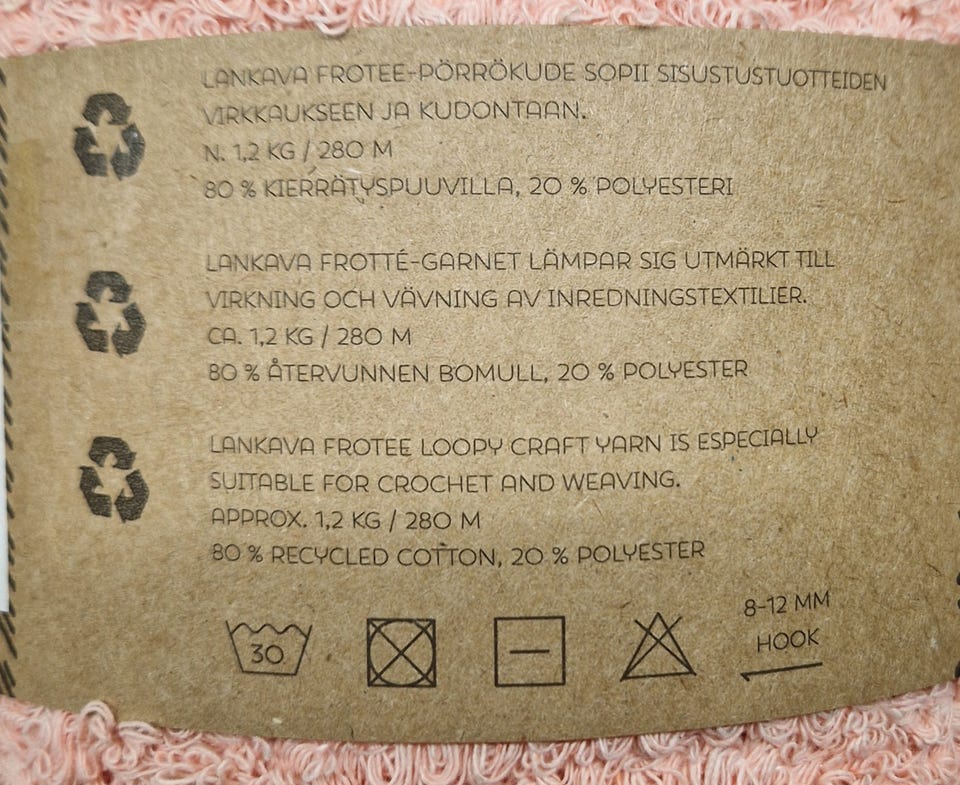 LANKAVA FROTEE-PÖRRÖKUDE SOPII SISUSTUSTUOTTEIDEN
VIRKKAUKSEEN JA KUDONTAAN.
N. 1,2 KG / 280 M
80 % KIERRÄTYSPUUVILLA, 20 % POLYESTERI
LANKAVA FROTTÉ-GARNET LÄMPAR SIG UTMÄRKT TILL
VIRKNING OCH VÄVNING AV INREDNINGSTEXTILIER.
CA. 1,2 KG / 280 M
80 % ÅTERVUNNEN BOMULL, 20 % POLYESTER
LANKAVA FROTEE LOOPY CRAFT YARN IS ESPECIALLY
SUITABLE FOR CROCHET AND WEAVING.
APPROX. 1,2 KG / 280 M
80 % RECYCLED COTTON, 20 % POLYESTER
30
8-12 MM
HOOK